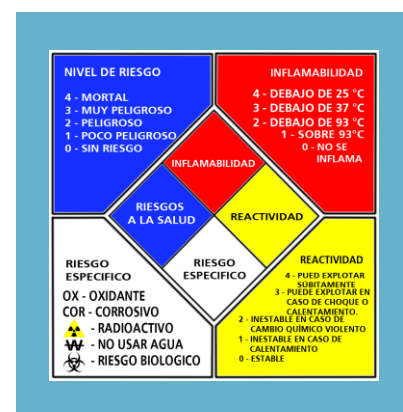 NIVEL DE RIESGO
4 - MORTAL
3 - MUY PELIGROSO
2 - PELIGROSO
1 - POCO PELIGROSO
0 - SIN RIESGO
INFLAMABILIDAD
4 - DEBAJO DE 25 °C
3 - DEBAJO DE 37 °C
2 - DEBAJO DE 93 °C
1 - SOBRE 93°C
0 - NO SE
INFLAMA
INFLAMABILIDAD
RIESGOS
A LA SALUD
REACTIVIDAD
RIESGO
ESPECIFICO
RIESGO
ESPECIFICO
OX - OXIDANTE
COR - CORROSIVO
- RADIOACTIVO
W - NO USAR AGUA
- RIESGO BIOLOGICO
REACTIVIDAD
4 - PUED EXPLOTAR
SÚBITAMENTE
3 - PUEDE EXPLOTAR EN
CASO DE CHOQUE O
CALENTAMIENTO.
2 - INESTABLE EN CASO DE
CAMBIO QUÍMICO VIOLENTO
1 - INESTABLE EN CASO DE
CALENTAMIENTO
0 - ESTABLE